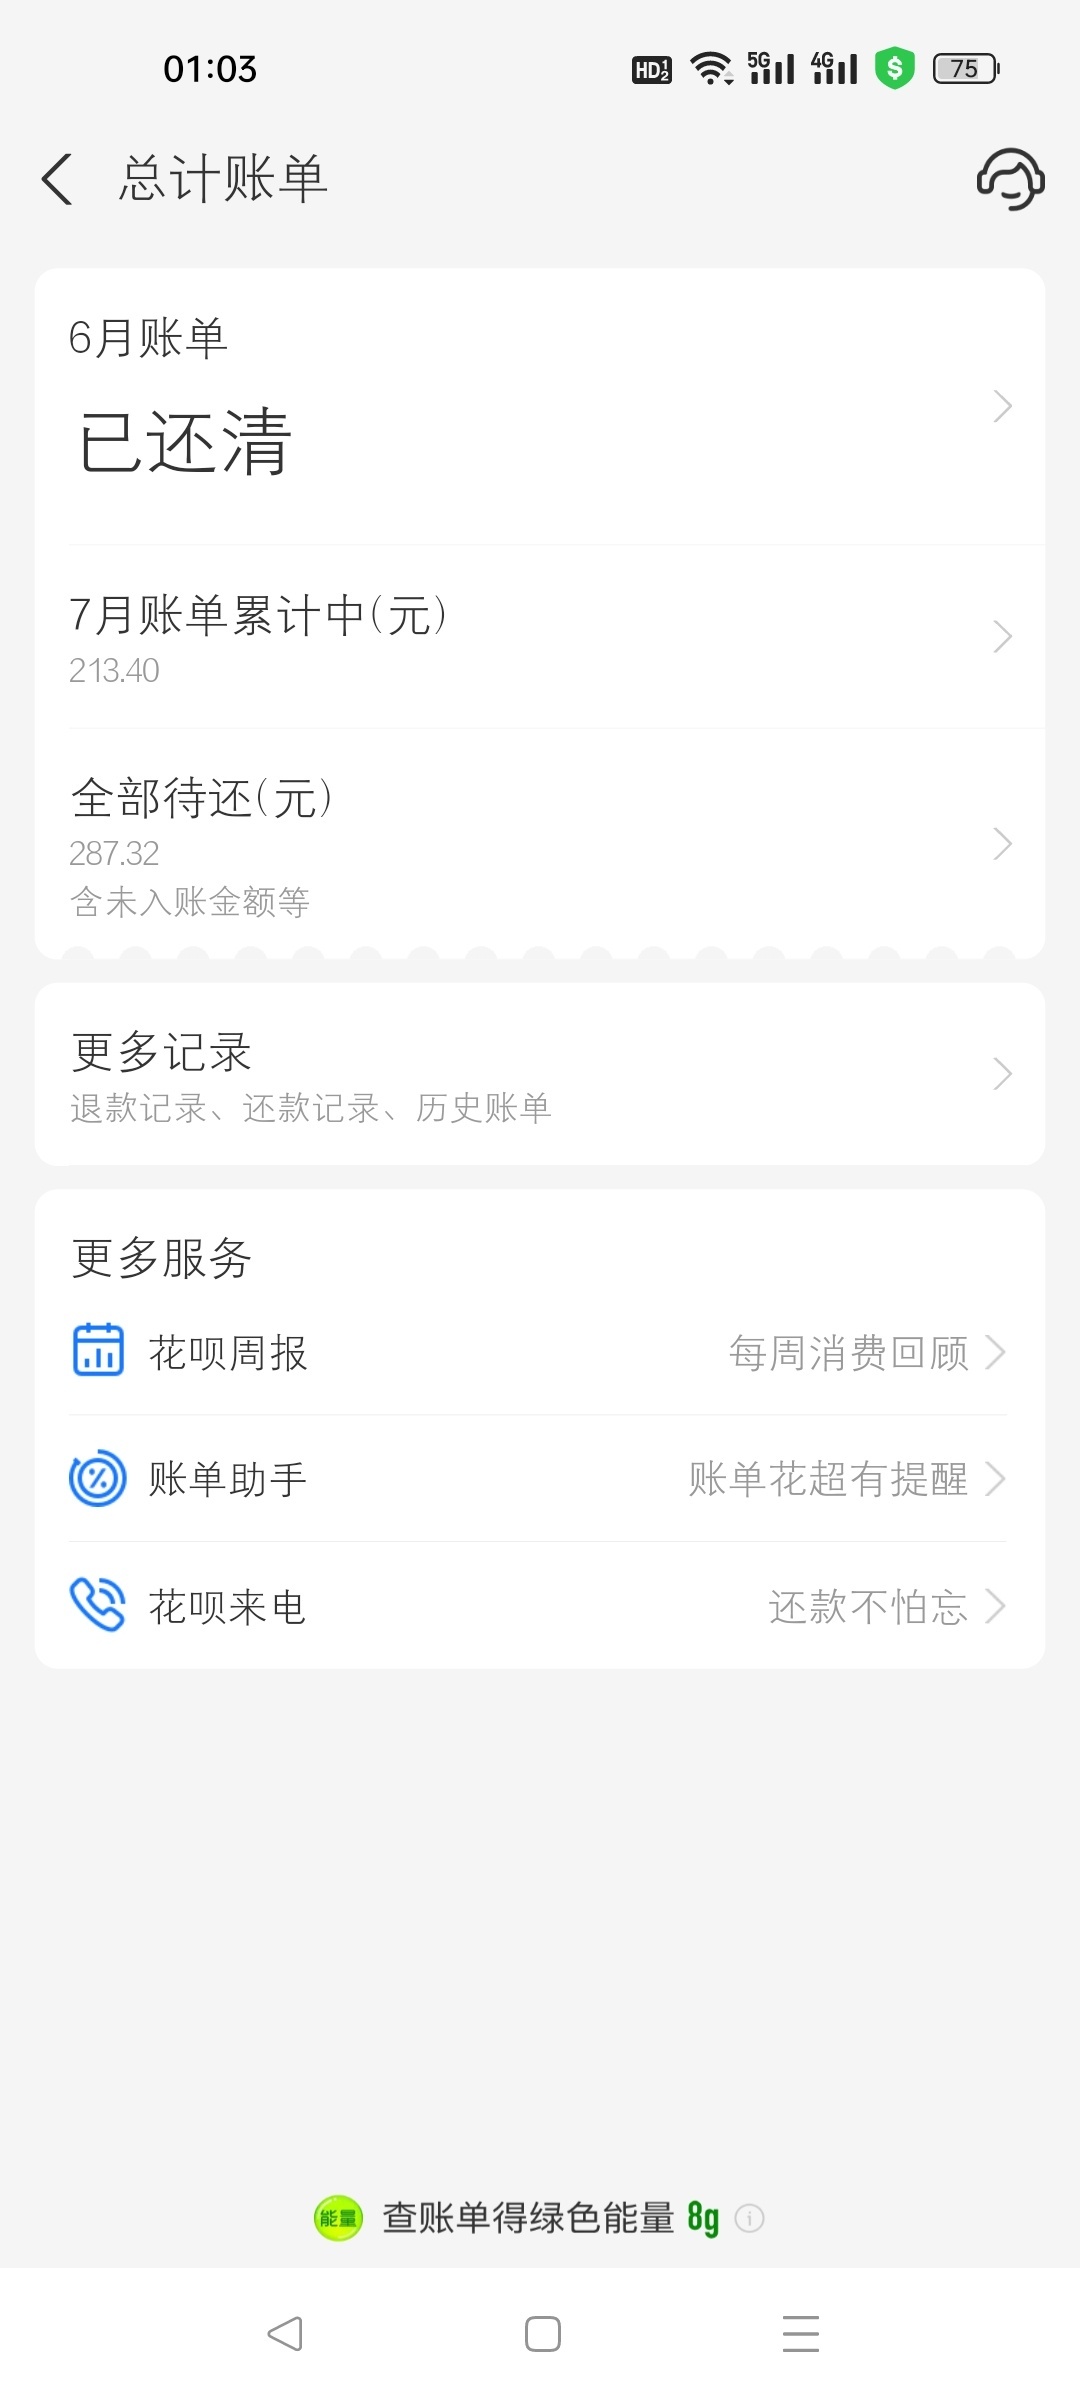 01:03
HD 1 2 5G 4G $ 75
总计账单
6月账单
已还清
7月账单累计中(元)
213.40
全部待还(元)
287.32
含未入账金额等
更多记录
退款记录、还款记录、历史账单
更多服务
花呗周报 每周消费回顾
账单助手 账单花超有提醒
花呗来电 还款不怕忘
能量 查账单得绿色能量 8g